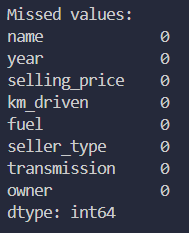 Missed values:
name 0
year 0
selling_price 0
km_driven 0
fuel 0
seller_type 0
transmission 0
owner 0
dtype: int64